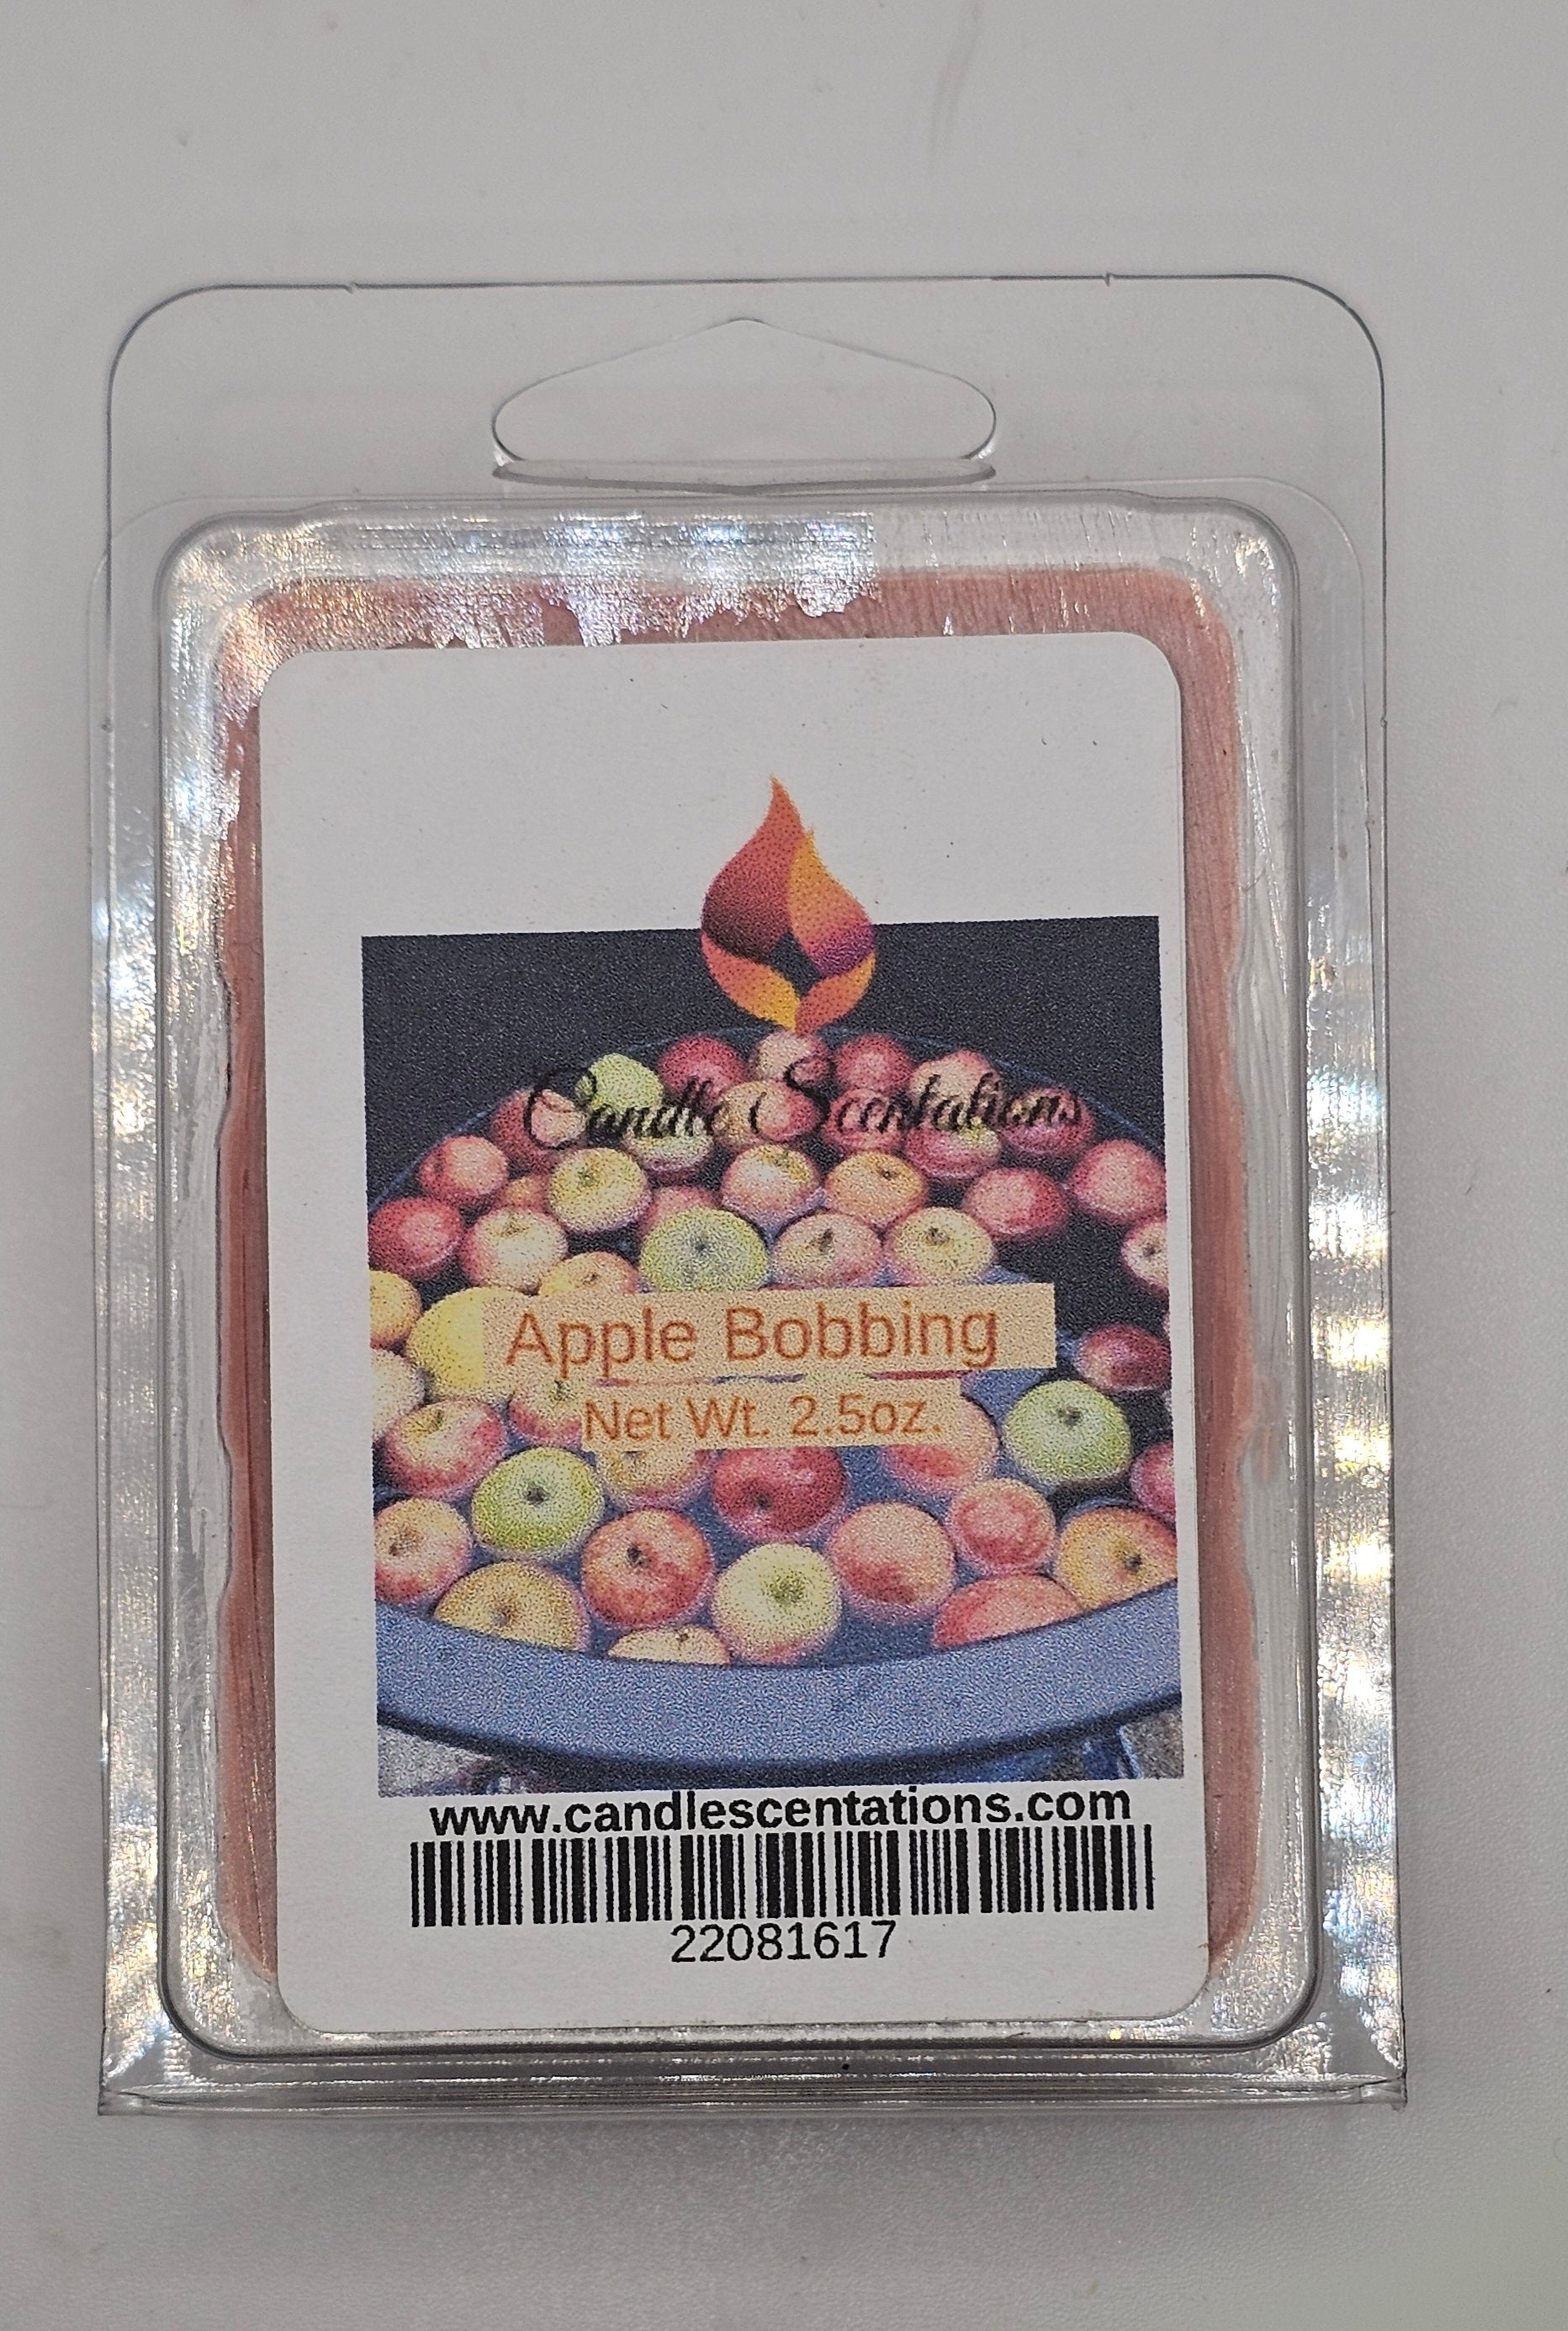 Candle Scentations
Apple Bobbing
Net Wt. 2.5oz.
www.candlescentations.com
22081617